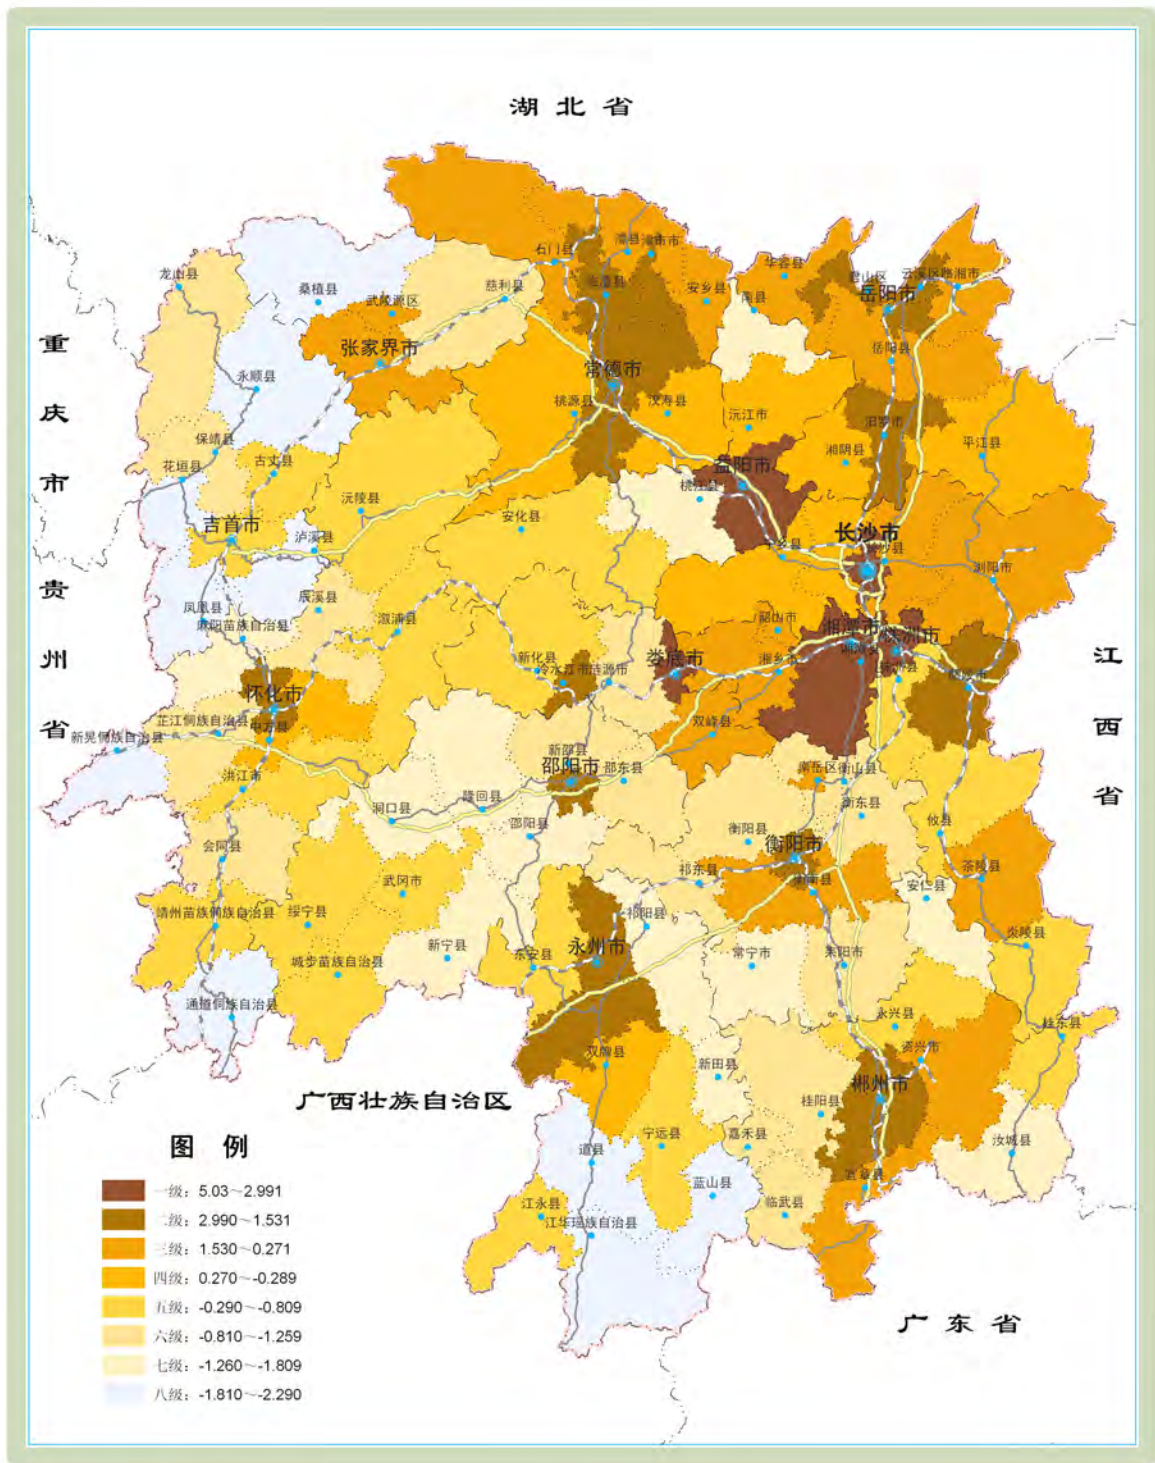 湖北省
重庆市
贵州省
江西省
广西壮族自治区
广东省
石门县
澧县
津市市
临澧县
安乡县
华容县
南县
君山区
云溪区
临湘市
岳阳市
岳阳县
龙山县
桑植县
武陵源区
慈利县
张家界市
永顺县
常德市
桃源县
汉寿县
沅江市
汨罗市
湘阴县
平江县
保靖县
花垣县
古丈县
沅陵县
益阳市
桃江县
安化县
吉首市
泸溪县
宁乡县
长沙市
长沙县
浏阳市
凤凰县
辰溪县
麻阳苗族自治县
溆浦县
韶山市
湘潭市
湘潭县
株洲市
株洲县
新化县
冷水江市
涟源市
娄底市
湘乡市
醴陵市
怀化市
芷江侗族自治县
中方县
新晃侗族自治县
双峰县
洪江市
新邵县
邵阳市
邵东县
南岳区
衡山县
洞口县
隆回县
邵阳县
衡东县
衡阳县
衡阳市
攸县
会同县
武冈市
祁东县
衡南县
安仁县
茶陵县
靖州苗族侗族自治县
绥宁县
祁阳县
炎陵县
城步苗族自治县
新宁县
东安县
永州市
常宁市
耒阳市
通道侗族自治县
永兴县
桂东县
双牌县
新田县
资兴市
郴州市
桂阳县
宁远县
嘉禾县
汝城县
道县
蓝山县
宜章县
江永县
临武县
江华瑶族自治县
图例
一级：5.03～2.991
二级：2.990～1.531
三级：1.530～0.271
四级：0.270～-0.289
五级：-0.290～-0.809
六级：-0.810～-1.259
七级：-1.260～-1.809
八级：-1.810～-2.290